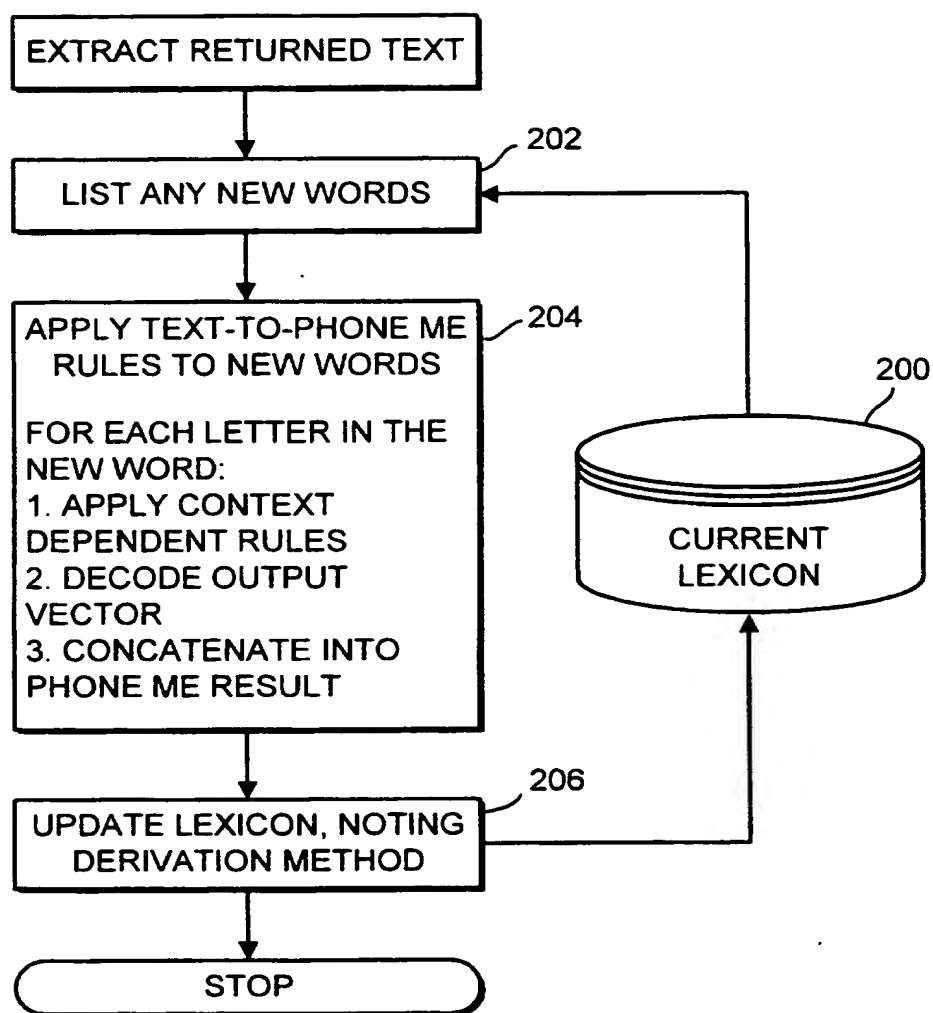 EXTRACT RETURNED TEXT
202
LIST ANY NEW WORDS
APPLY TEXT-TO-PHONE ME
RULES TO NEW WORDS
204
FOR EACH LETTER IN THE
NEW WORD:
1. APPLY CONTEXT
DEPENDENT RULES
2. DECODE OUTPUT
VECTOR
3. CONCATENATE INTO
PHONE ME RESULT
200
CURRENT
LEXICON
206
UPDATE LEXICON, NOTING
DERIVATION METHOD
STOP